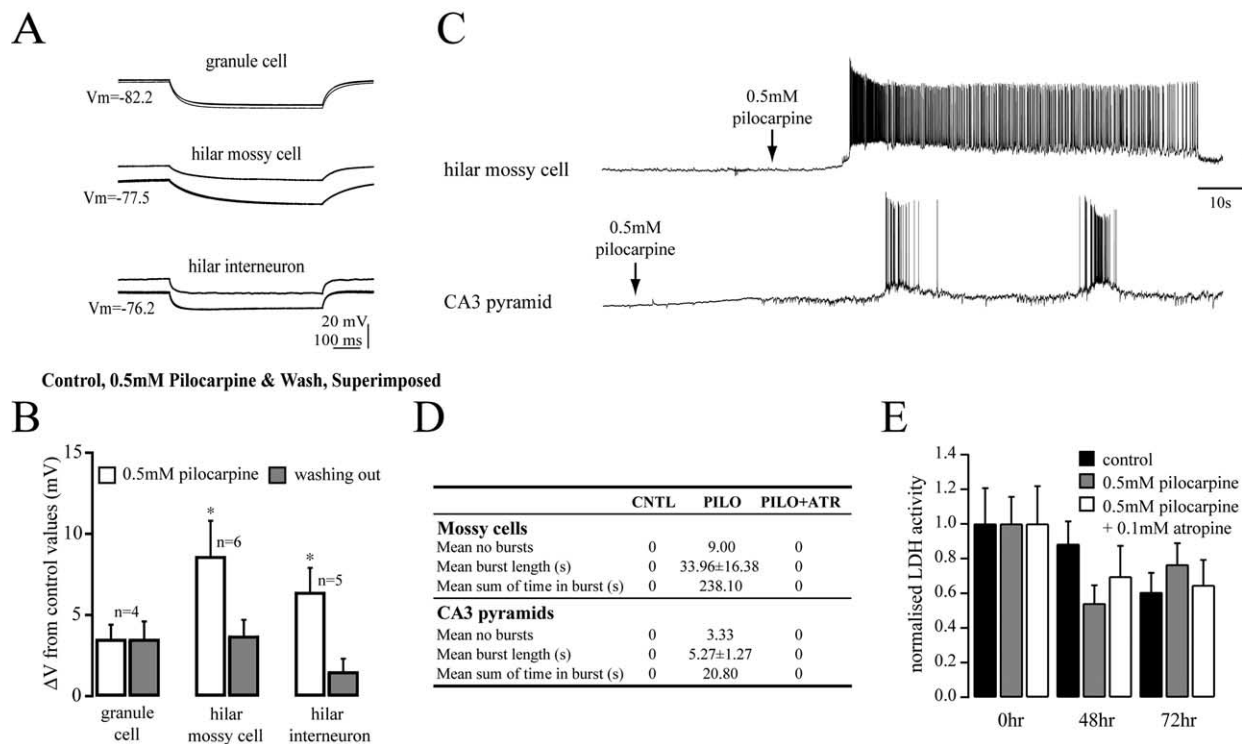 A
granule cell
Vm=-82.2
hilar mossy cell
Vm=-77.5
hilar interneuron
Vm=-76.2
20 mV
100 ms
Control, 0.5mM Pilocarpine & Wash, Superimposed
C
0.5mM
pilocarpine
hilar mossy cell
10s
0.5mM
pilocarpine
CA3 pyramid
B
ΔV from control values (mV)
15
10
5
0
0.5mM pilocarpine
washing out
n=4
*
n=6
*
n=5
granule
cell
hilar
mossy cell
hilar
interneuron
D
CNTL PILO PILO+ATR
Mossy cells
Mean no bursts 0 9.00 0
Mean burst length (s) 0 33.96±16.38 0
Mean sum of time in burst (s) 0 238.10 0
CA3 pyramids
Mean no bursts 0 3.33 0
Mean burst length (s) 0 5.27±1.27 0
Mean sum of time in burst (s) 0 20.80 0
E
normalised LDH activity
1.4
1.2
1.0
0.8
0.6
0.4
0.2
0.0
control
0.5mM pilocarpine
0.5mM pilocarpine
+ 0.1mM atropine
0hr
48hr
72hr